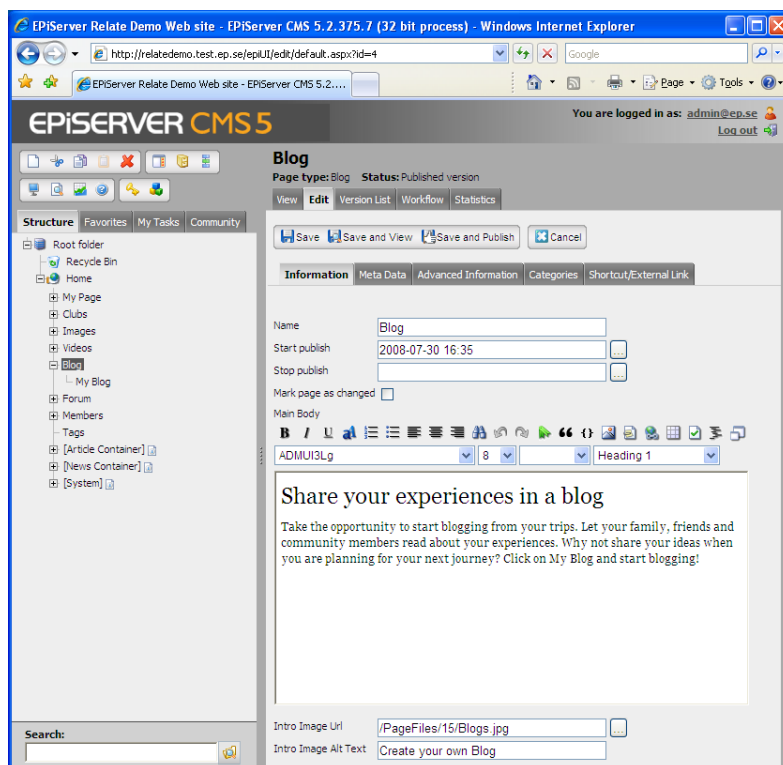 EPiServer Relate Demo Web site - EPiServer CMS 5.2.375.7 (32 bit process) - Windows Internet Explorer
http://relatedemo.test.ep.se/epiUI/edit/default.aspx?id=4
Google
EPiServer Relate Demo Web site - EPiServer CMS 5.2....
Page
Tools
EPiSERVER CMS 5
You are logged in as: admin@ep.se
Log out
Blog
Page type: Blog Status: Published version
View Edit Version List Workflow Statistics
Structure Favorites My Tasks Community
Save Save and View Save and Publish Cancel
Root folder
Recycle Bin
Home
My Page
Clubs
Images
Videos
Blog
My Blog
Forum
Members
Tags
[Article Container]
[News Container]
[System]
Search:
Information Meta Data Advanced Information Categories Shortcut/External Link
Name Blog
Start publish 2008-07-30 16:35 ...
Stop publish ...
Mark page as changed
Main Body
B I U
ADMUI3Lg 8 Heading 1
Share your experiences in a blog
Take the opportunity to start blogging from your trips. Let your family, friends and
community members read about your experiences. Why not share your ideas when
you are planning for your next journey? Click on My Blog and start blogging!
Intro Image Url /PageFiles/15/Blogs.jpg ...
Intro Image Alt Text Create your own Blog